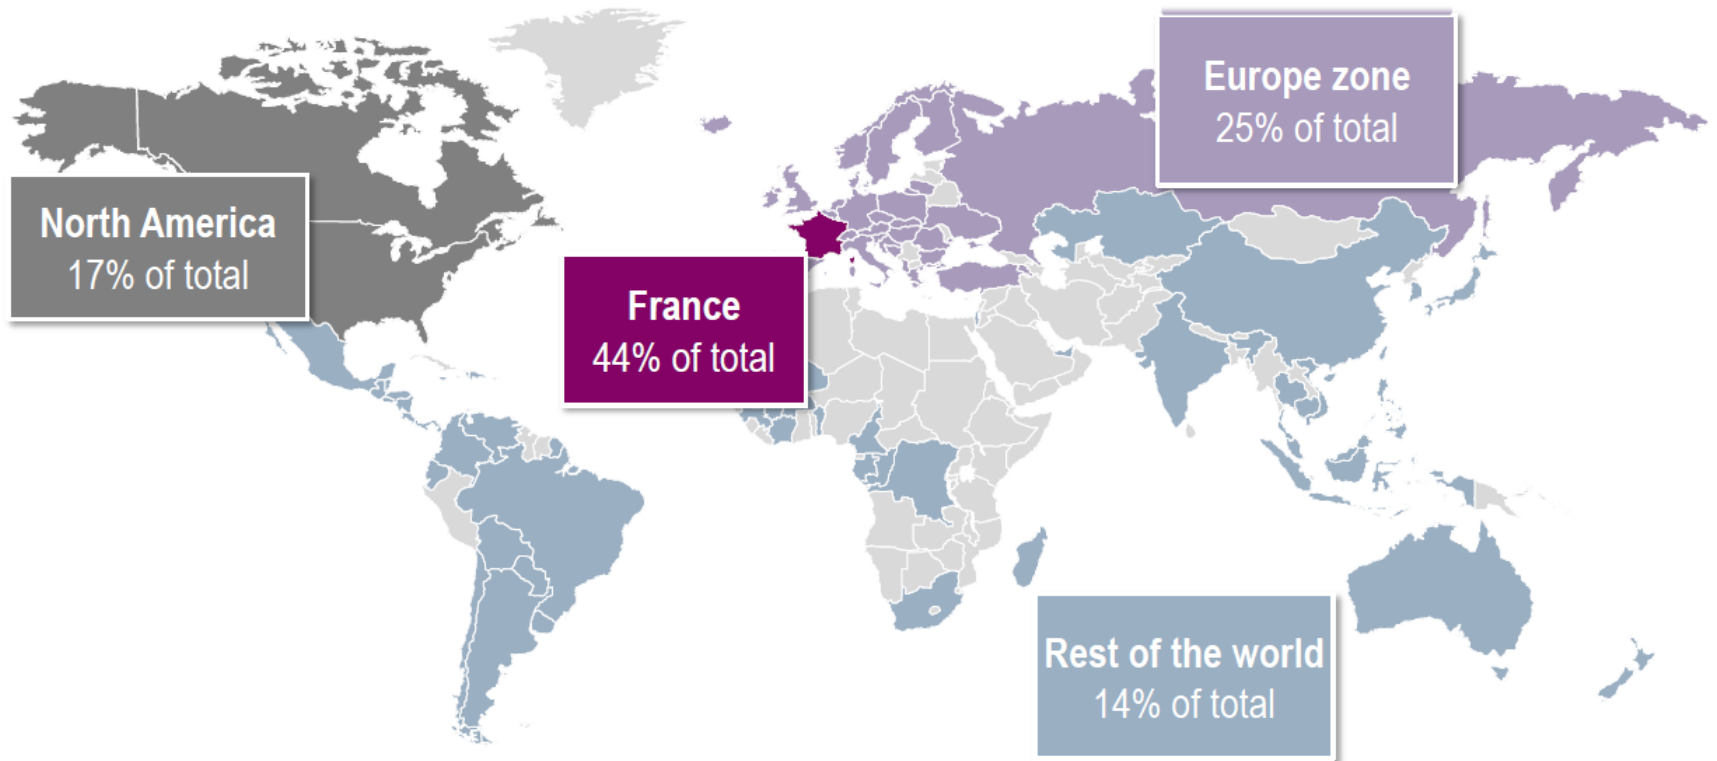 Europe zone
25% of total
North America
17% of total
France
44% of total
Rest of the world
14% of total